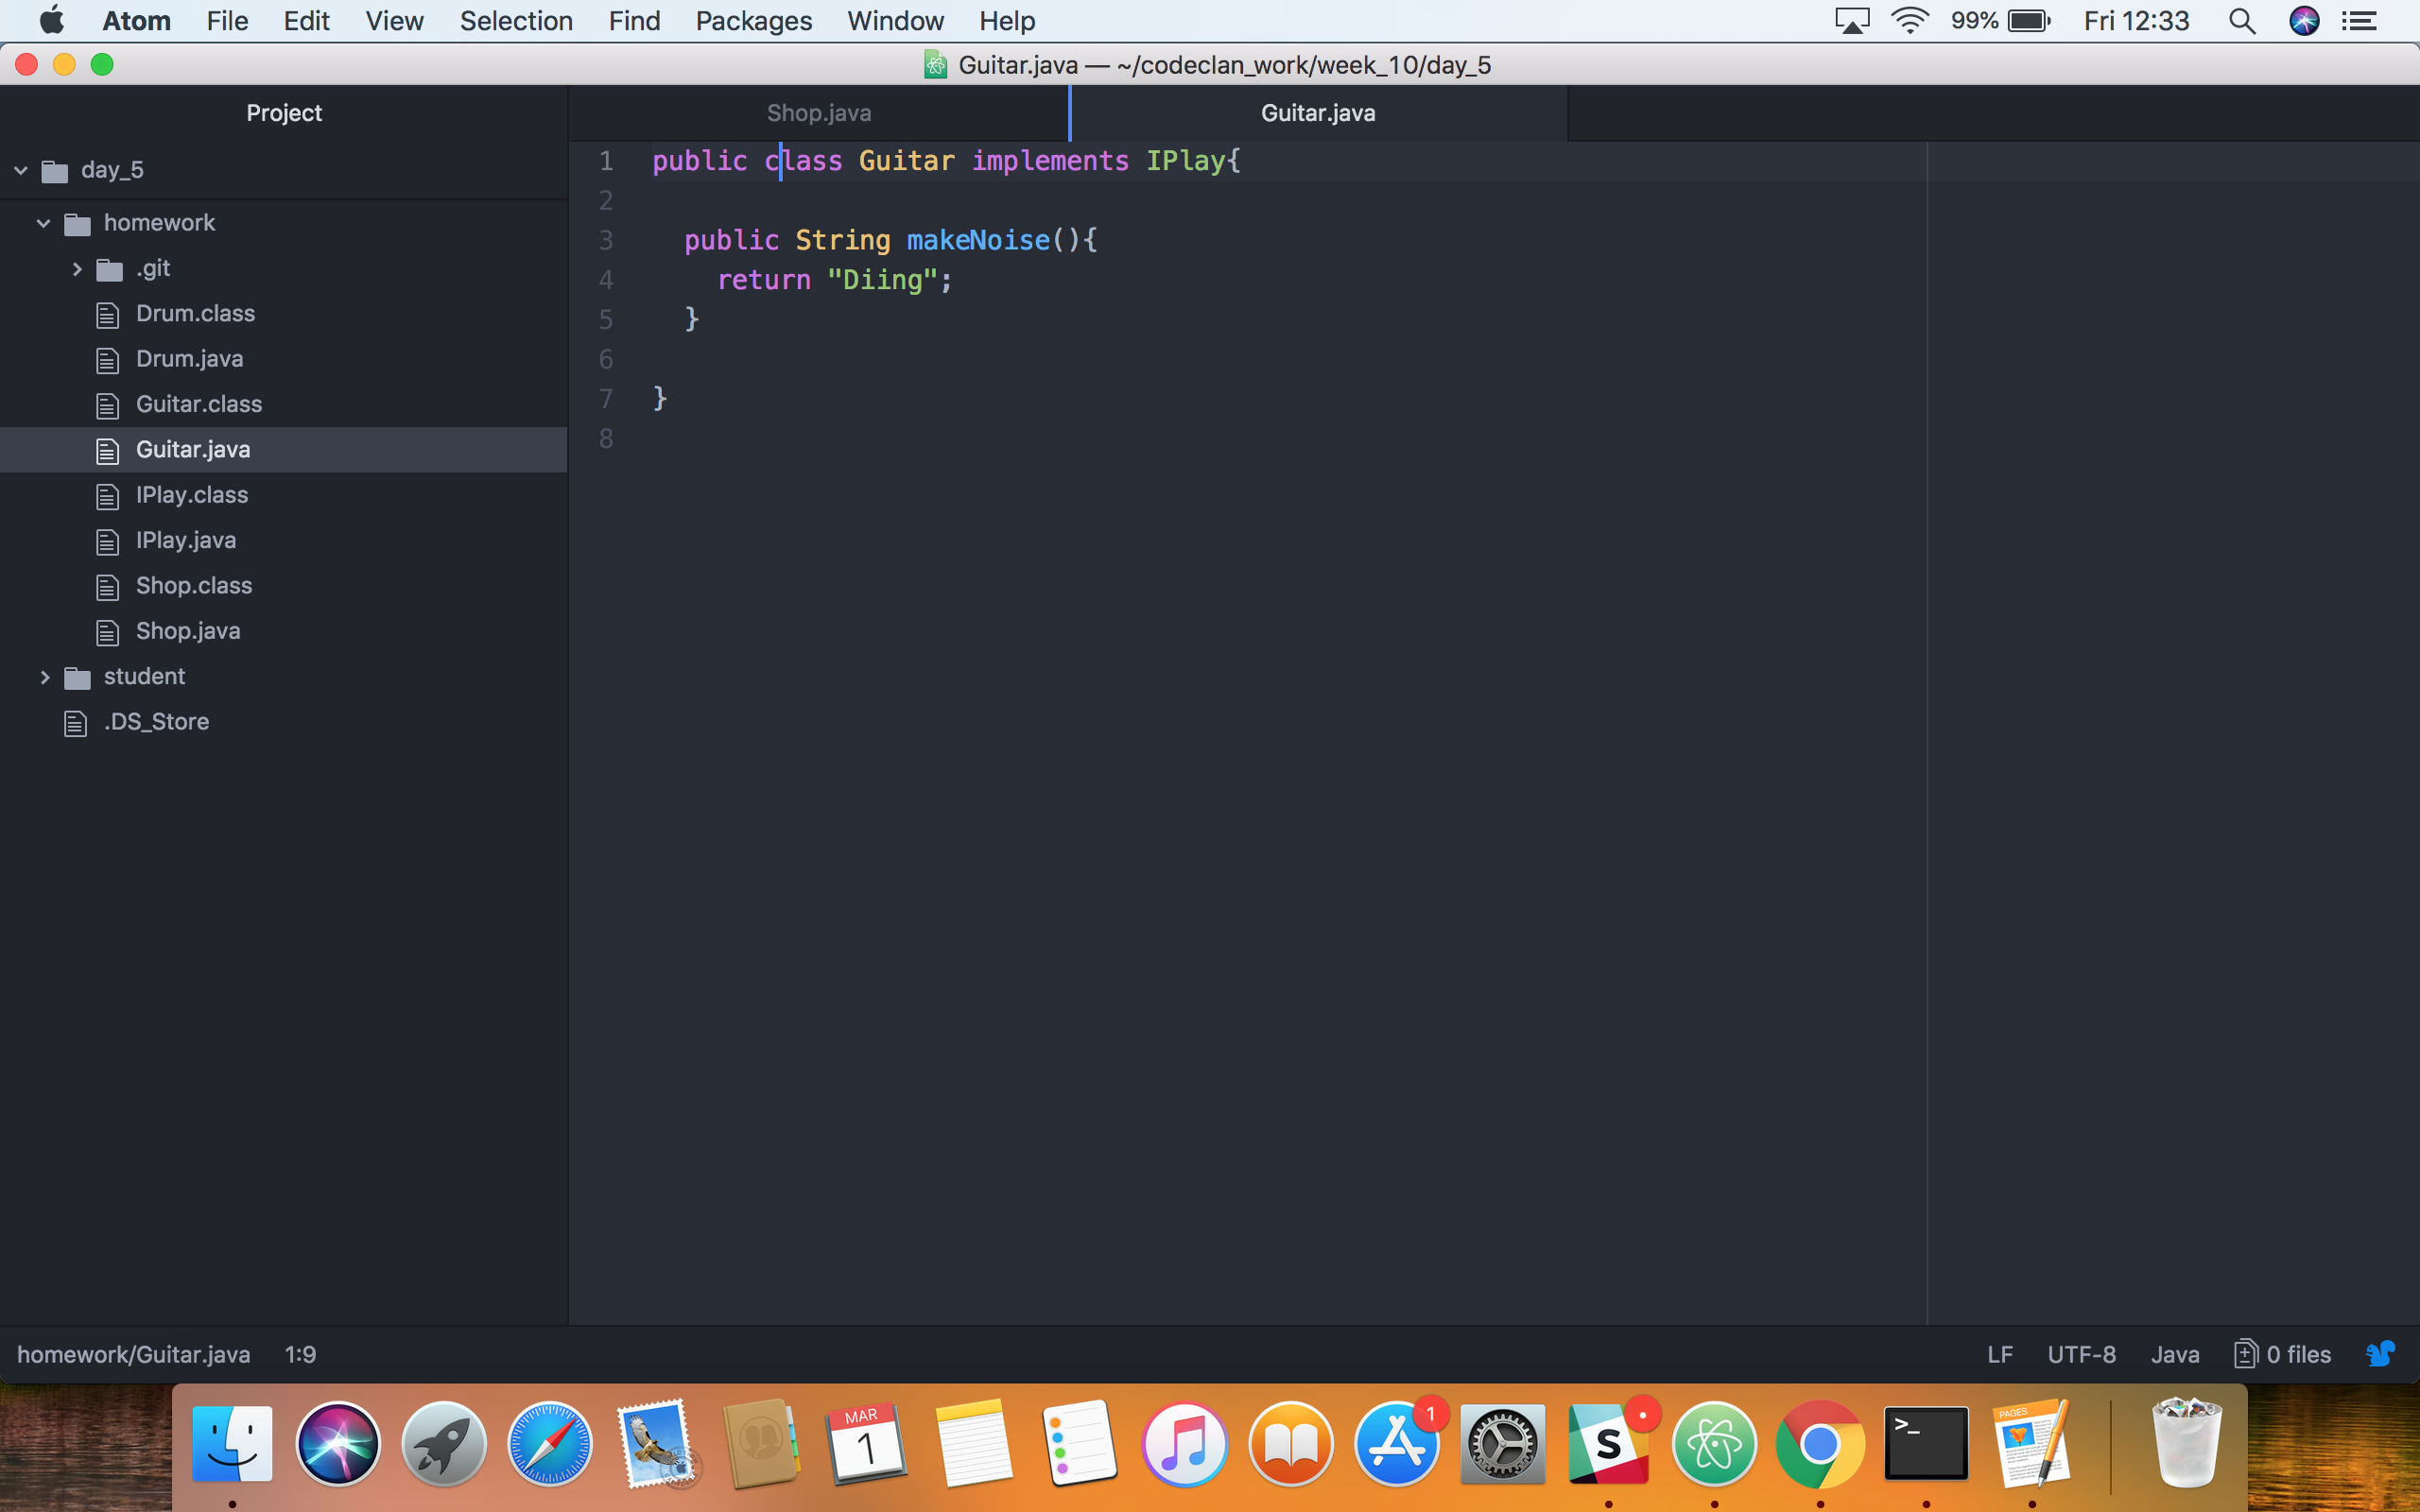 Atom File Edit View Selection Find Packages Window Help 99% Fri 12:33
Guitar.java — ~/codeclan_work/week_10/day_5
Project
Shop.java
Guitar.java
day_5
homework
.git
Drum.class
Drum.java
Guitar.class
Guitar.java
IPlay.class
IPlay.java
Shop.class
Shop.java
student
.DS_Store
1 public class Guitar implements IPlay{
2
3 public String makeNoise(){
4 return "Diing";
5 }
6
7 }
8
homework/Guitar.java 1:9 LF UTF-8 Java 0 files
MAR
1
1
S
>_
PAGES